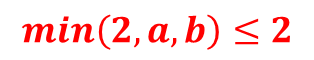 min(2, a, b) ≤ 2